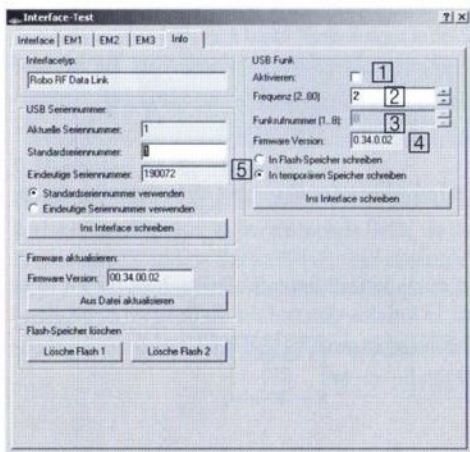 Interface-Test
Interface EM1 EM2 EM3 Info
Interfacetyp:
Robo RF Data Link
USB Seriennummer:
Aktuelle Seriennummer: 1
Standardseriennummer: 1
Eindeutige Seriennummer: 190072
Standardseriennummer verwenden
Eindeutige Seriennummer verwenden
Ins Interface schreiben
Firmware aktualisieren:
Firmware Version: 00.34.00.02
Aus Datei aktualisieren
Flash-Speicher löschen
Lösche Flash 1 Lösche Flash 2
USB Funk
Aktivieren: 1
Frequenz (2..80) 2 2
Funkrufnummer (1..8): 3
Firmware Version: 0.34.0.02 4
In Flash-Speicher schreiben
5 In temporären Speicher schreiben
Ins Interface schreiben